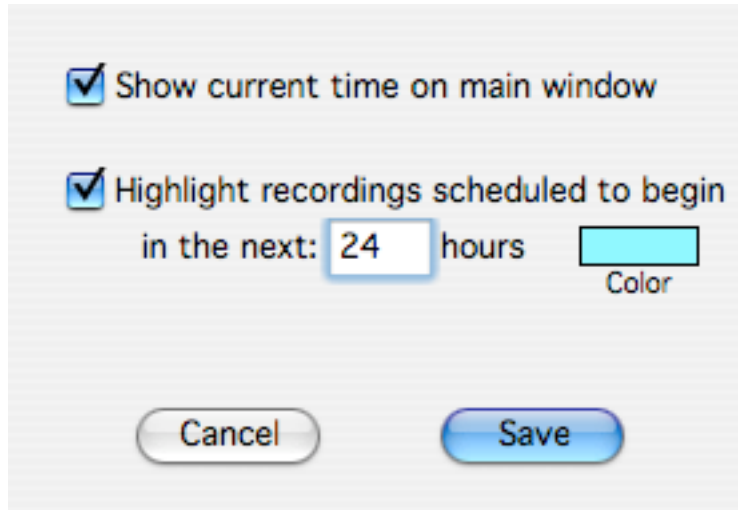 Show current time on main window
Highlight recordings scheduled to begin
in the next: 24 hours
Color
Cancel Save